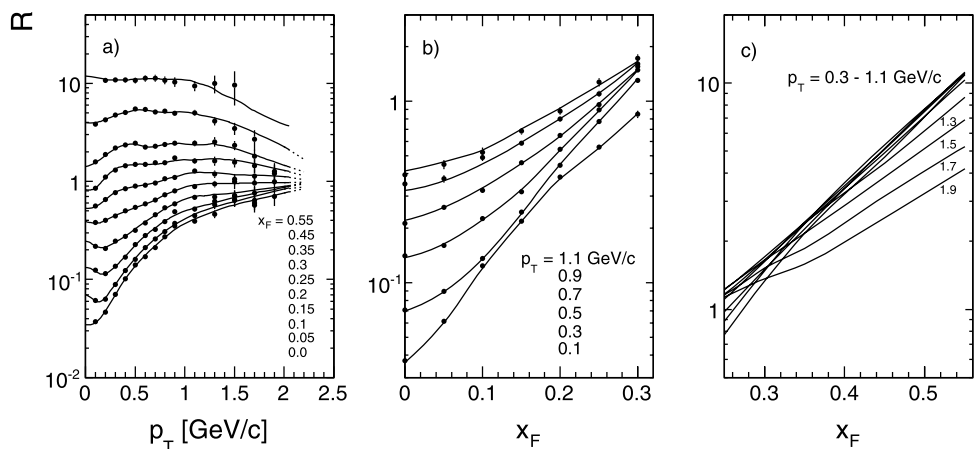 R
a)
10
1
10⁻¹
10⁻²
x_F = 0.55
0.45
0.35
0.3
0.25
0.2
0.15
0.1
0.05
0.0
0.0 0.5 1.0 1.5 2.0 2.5
p_T [GeV/c]
b)
1
10⁻¹
p_T = 1.1 GeV/c
0.9
0.7
0.5
0.3
0.1
0 0.1 0.2 0.3
x_F
c)
10
1
p_T = 0.3 - 1.1 GeV/c
1.3
1.5
1.7
1.9
0.3 0.4 0.5
x_F